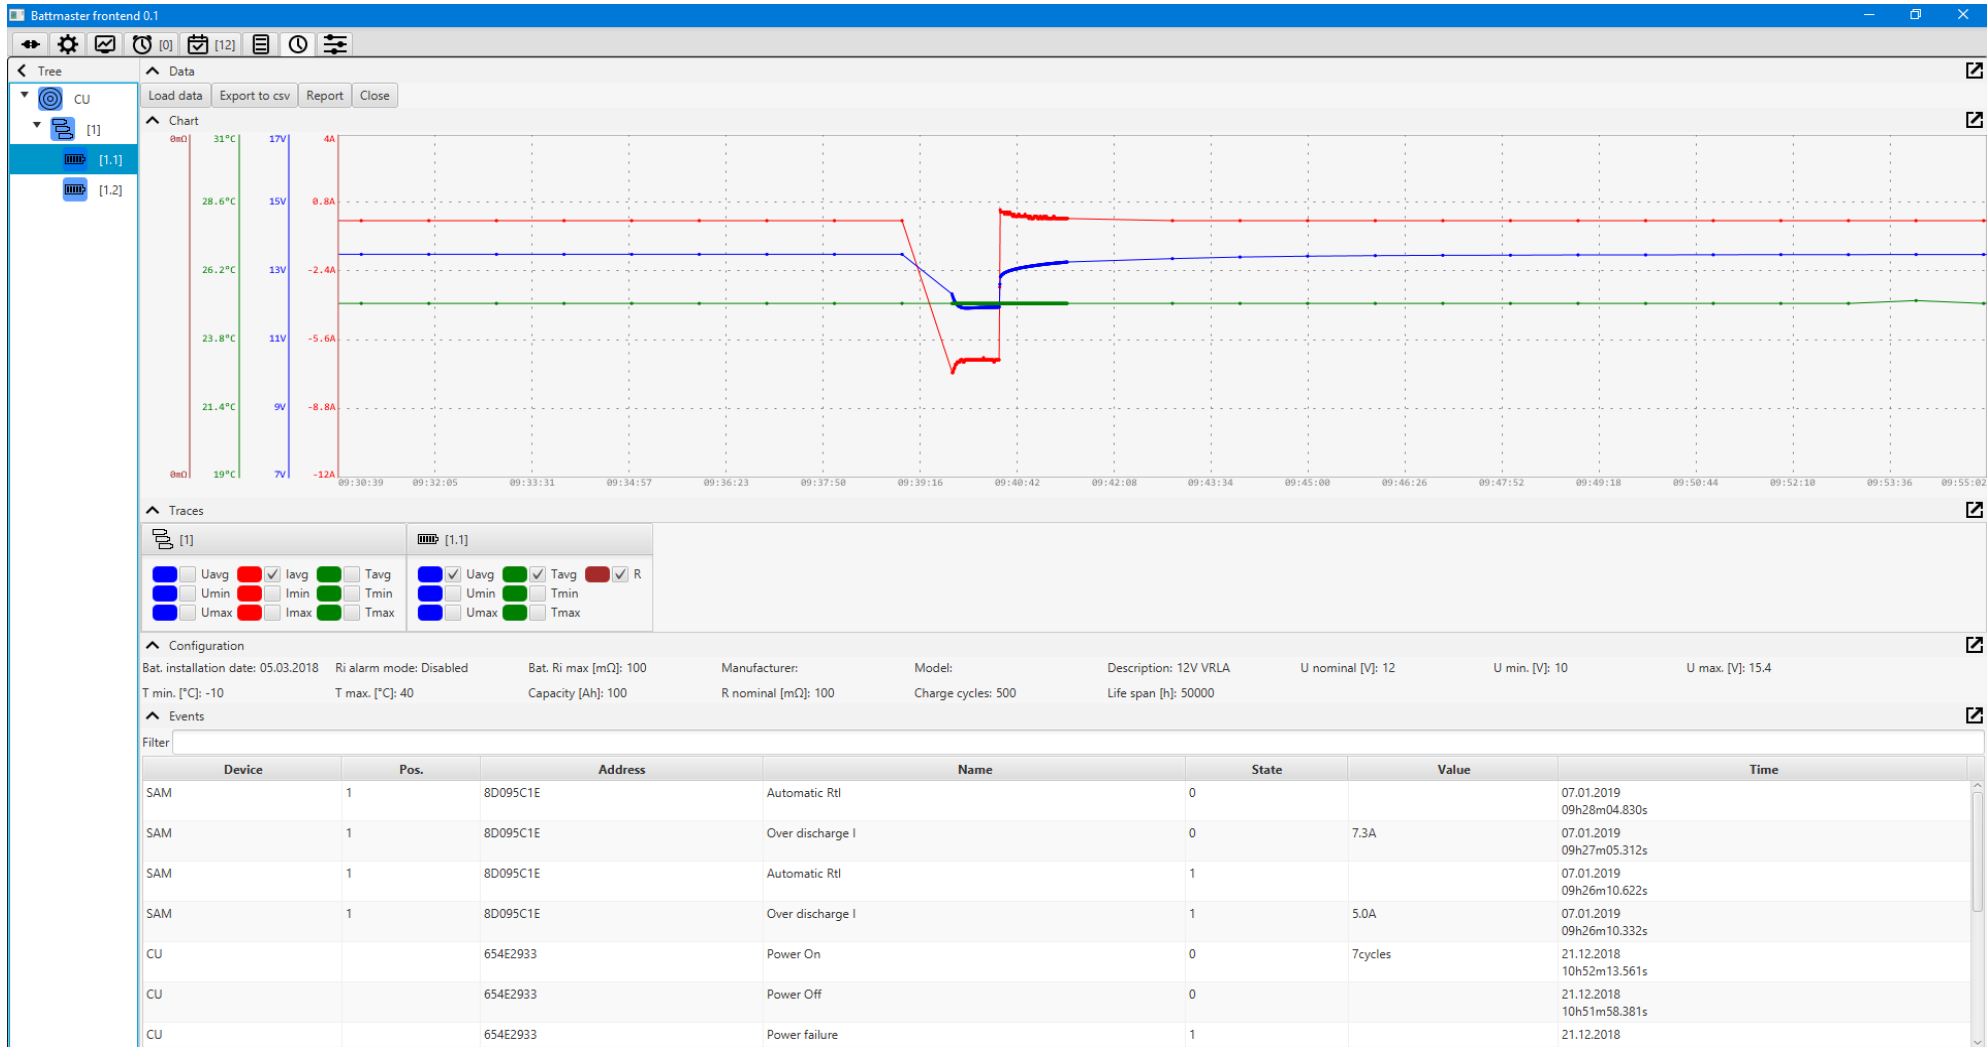 Battmaster frontend 0.1
[0] [12]
Tree
CU
[1]
[1.1]
[1.2]
Data
Load data Export to csv Report Close
Chart
0mΩ 31°C 17V 4A
28.6°C 15V 0.8A
26.2°C 13V -2.4A
23.8°C 11V -5.6A
21.4°C 9V -8.8A
0mΩ 19°C 7V -12A
09:30:39 09:32:05 09:33:31 09:34:57 09:36:23 09:37:50 09:39:16 09:40:42 09:42:08 09:43:34 09:45:00 09:46:26 09:47:52 09:49:18 09:50:44 09:52:10 09:53:36 09:55:02
Traces
[1] [1.1]
Uavg Iavg Tavg Uavg Tavg R
Umin Imin Tmin Umin Tmin
Umax Imax Tmax Umax Tmax
Configuration
Bat. installation date: 05.03.2018 Ri alarm mode: Disabled Bat. Ri max [mΩ]: 100 Manufacturer: Model: Description: 12V VRLA U nominal [V]: 12 U min. [V]: 10 U max. [V]: 15.4
T min. [°C]: -10 T max. [°C]: 40 Capacity [Ah]: 100 R nominal [mΩ]: 100 Charge cycles: 500 Life span [h]: 50000
Events
Filter
Device Pos. Address Name State Value Time
SAM 1 8D095C1E Automatic RtI 0 07.01.2019
09h28m04.830s
SAM 1 8D095C1E Over discharge I 0 7.3A 07.01.2019
09h27m05.312s
SAM 1 8D095C1E Automatic RtI 1 07.01.2019
09h26m10.622s
SAM 1 8D095C1E Over discharge I 1 5.0A 07.01.2019
09h26m10.332s
CU 654E2933 Power On 0 7cycles 21.12.2018
10h52m13.561s
CU 654E2933 Power Off 0 21.12.2018
10h51m58.381s
CU 654E2933 Power failure 1 21.12.2018